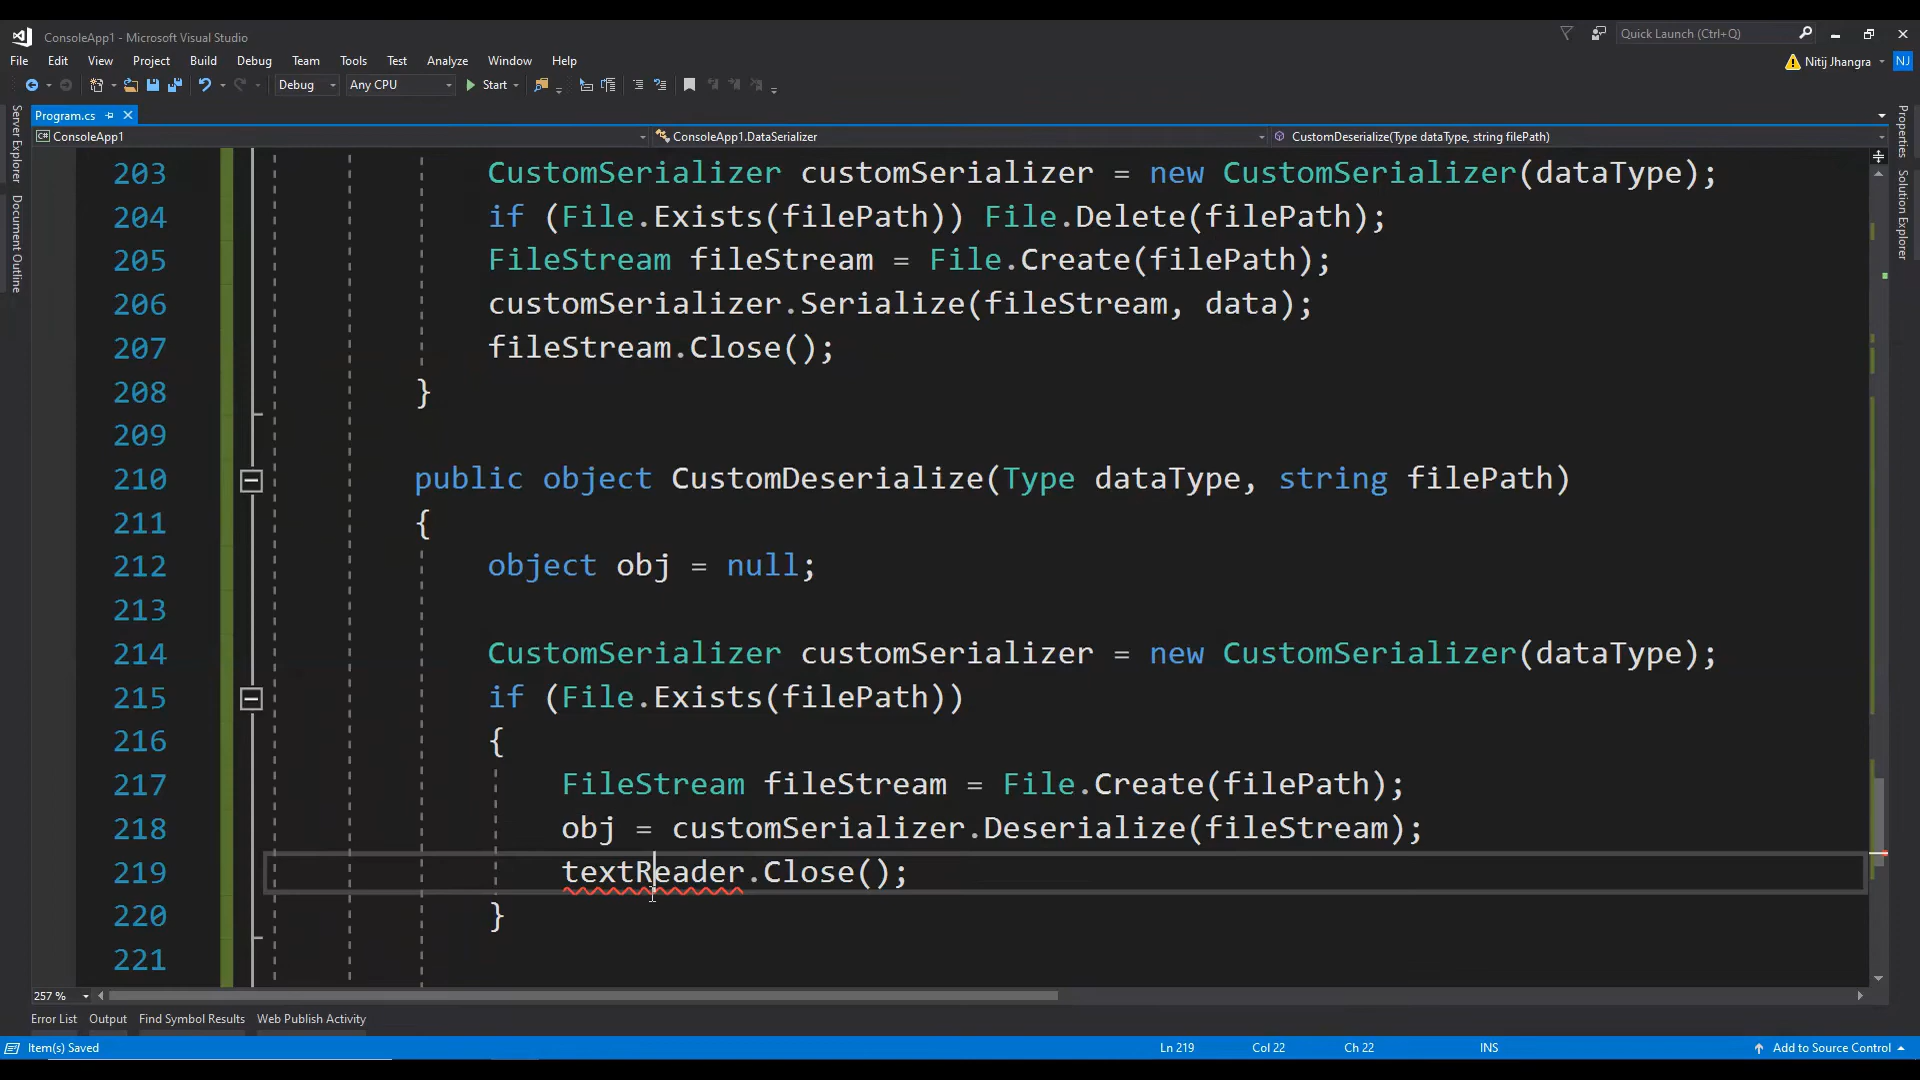 ConsoleApp1 - Microsoft Visual Studio
Quick Launch (Ctrl+Q)
File Edit View Project Build Debug Team Tools Test Analyze Window Help
Nitij Jhangra NJ
Debug Any CPU Start
Program.cs
ConsoleApp1 ConsoleApp1.DataSerializer CustomDeserialize(Type dataType, string filePath)
Server Explorer
Document Outline
Properties
Solution Explorer
203 CustomSerializer customSerializer = new CustomSerializer(dataType);
204 if (File.Exists(filePath)) File.Delete(filePath);
205 FileStream fileStream = File.Create(filePath);
206 customSerializer.Serialize(fileStream, data);
207 fileStream.Close();
208 }
209
210 public object CustomDeserialize(Type dataType, string filePath)
211 {
212 object obj = null;
213
214 CustomSerializer customSerializer = new CustomSerializer(dataType);
215 if (File.Exists(filePath))
216 {
217 FileStream fileStream = File.Create(filePath);
218 obj = customSerializer.Deserialize(fileStream);
219 textReader.Close();
220 }
221
257 %
Error List Output Find Symbol Results Web Publish Activity
Item(s) Saved Ln 219 Col 22 Ch 22 INS Add to Source Control